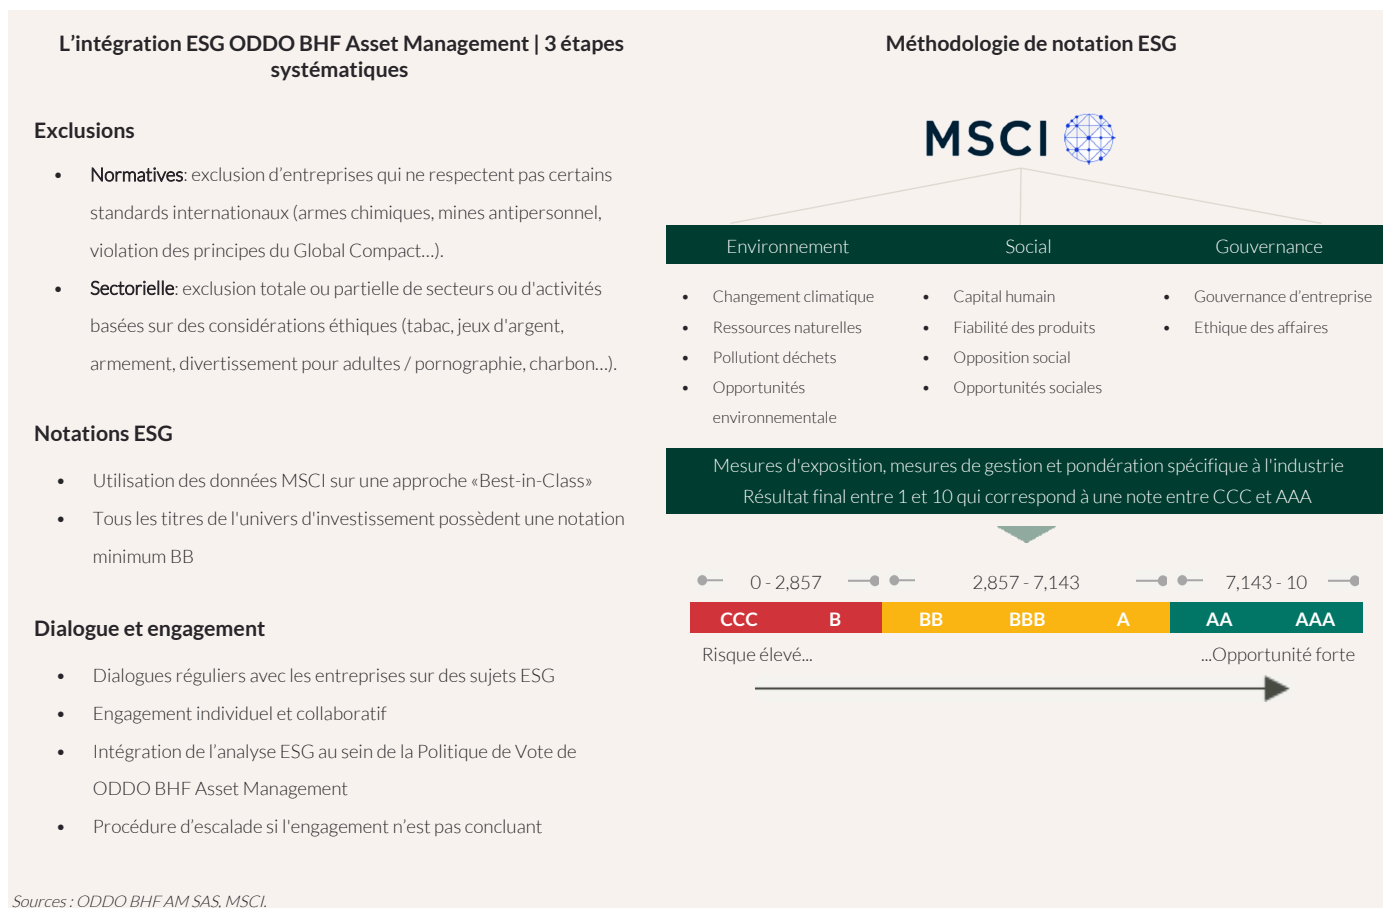 L’intégration ESG ODDO BHF Asset Management | 3 étapes
systématiques
Exclusions
• Normatives: exclusion d’entreprises qui ne respectent pas certains
standards internationaux (armes chimiques, mines antipersonnel,
violation des principes du Global Compact…).
• Sectorielle: exclusion totale ou partielle de secteurs ou d'activités
basées sur des considérations éthiques (tabac, jeux d'argent,
armement, divertissement pour adultes / pornographie, charbon…).
Notations ESG
• Utilisation des données MSCI sur une approche «Best-in-Class»
• Tous les titres de l'univers d'investissement possèdent une notation
minimum BB
Dialogue et engagement
• Dialogues réguliers avec les entreprises sur des sujets ESG
• Engagement individuel et collaboratif
• Intégration de l’analyse ESG au sein de la Politique de Vote de
ODDO BHF Asset Management
• Procédure d’escalade si l'engagement n’est pas concluant
Méthodologie de notation ESG
MSCI
Environnement Social Gouvernance
• Changement climatique
• Ressources naturelles
• Pollutiont déchets
• Opportunités
environnementale
• Capital humain
• Fiabilité des produits
• Opposition social
• Opportunités sociales
• Gouvernance d’entreprise
• Ethique des affaires
Mesures d'exposition, mesures de gestion et pondération spécifique à l'industrie
Résultat final entre 1 et 10 qui correspond à une note entre CCC et AAA
0 - 2,857 2,857 - 7,143 7,143 - 10
CCC B BB BBB A AA AAA
Risque élevé... ...Opportunité forte
Sources : ODDO BHF AM SAS, MSCI.